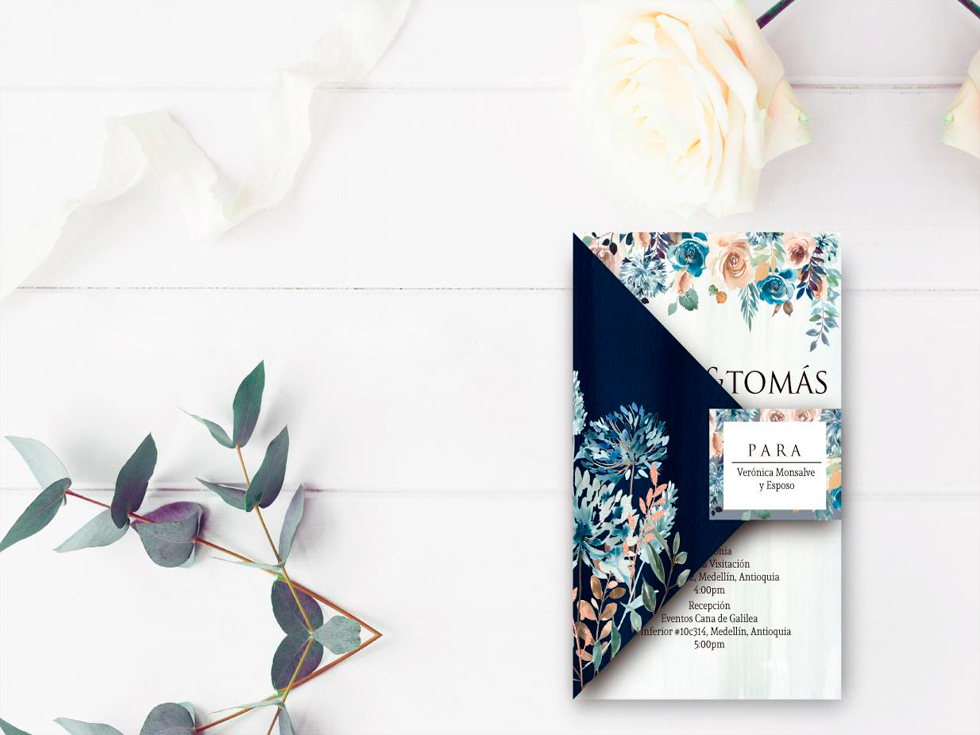 &TOMÁS
PARA
Verónica Monsalve
y Esposo
Visitación
Medellín, Antioquia
4:00pm
Recepción
Eventos Cana de Galilea
Inferior #10c314, Medellín, Antioquia
5:00pm